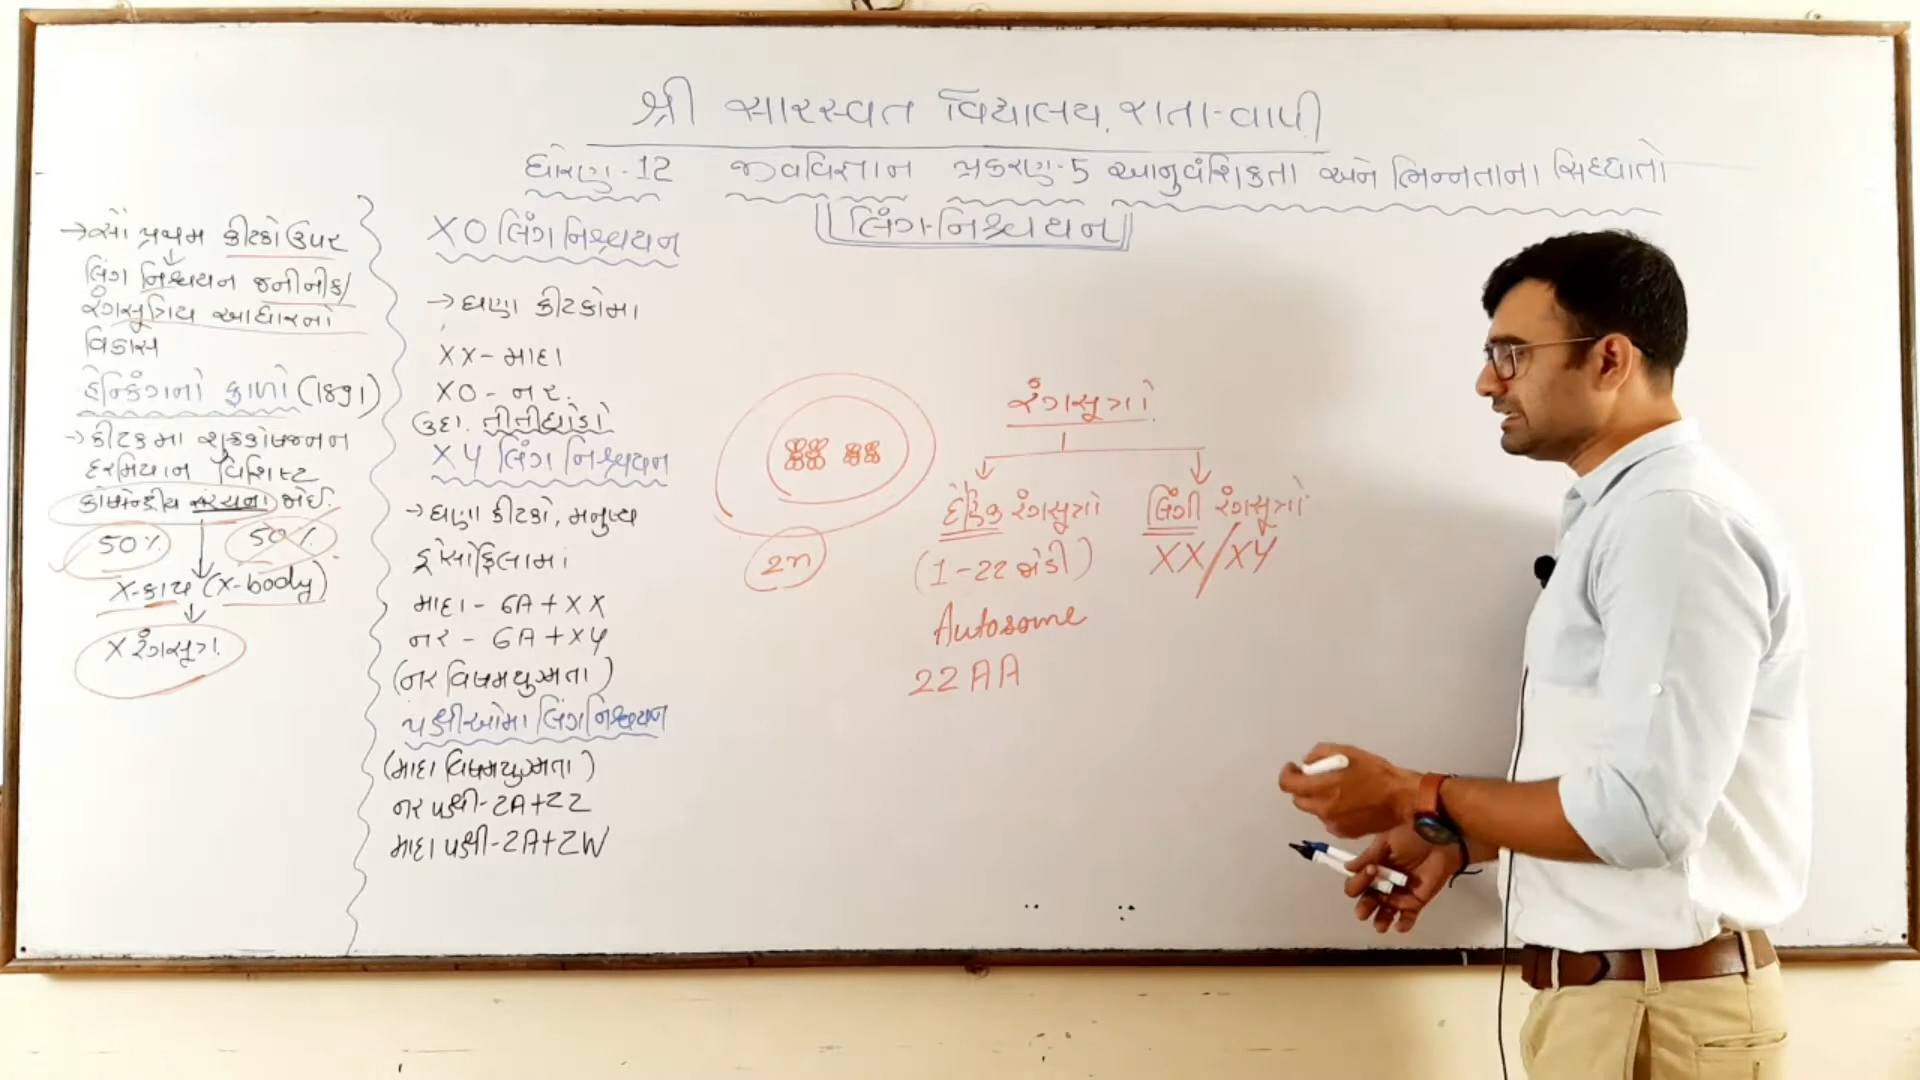 શ્રી સારસ્વત વિદ્યાલય, રાતા-વાપી
ધોરણ-12 જીવવિજ્ઞાન પ્રકરણ-5 આનુવંશિકતા અને ભિન્નતાના સિદ્ધાતો
લિંગ-નિશ્ચયન
→ સૌ પ્રથમ કીટકો ઉપર
લિંગ નિશ્ચયન જનીનીક/
રંગસૂત્રિય આધારનો
વિકાસ
હેન્કિંગનો ફાળો (1891)
→ કીટકમા શુક્રકોષજનન
દરમિયાન વિશિષ્ટ
કોષકેન્દ્રીય સંરચના જોઈ.
50% 50%
X-કાય (X-body)
X રંગસૂત્ર
XO લિંગ નિશ્ચયન
→ ઘણા કીટકોમા
XX - માદા
XO - નર.
ઉદા. તીતીઘોડો
XY લિંગ નિશ્ચયન
→ ઘણા કીટકો, મનુષ્ય
ડ્રોસોફિલામાં
માદા - 6A + XX
નર - 6A + XY
(નર વિષમયુગ્મતા)
પક્ષીઓમા લિંગ નિશ્ચયન
(માદા વિષમયુગ્મતા)
નર પક્ષી - 2A + ZZ
માદા પક્ષી - 2A + ZW
2n
રંગસૂત્રો
દૈહિક રંગસૂત્રો
(1-22 જોડી)
Autosome
22 AA
લિંગી રંગસૂત્રો
XX/XY